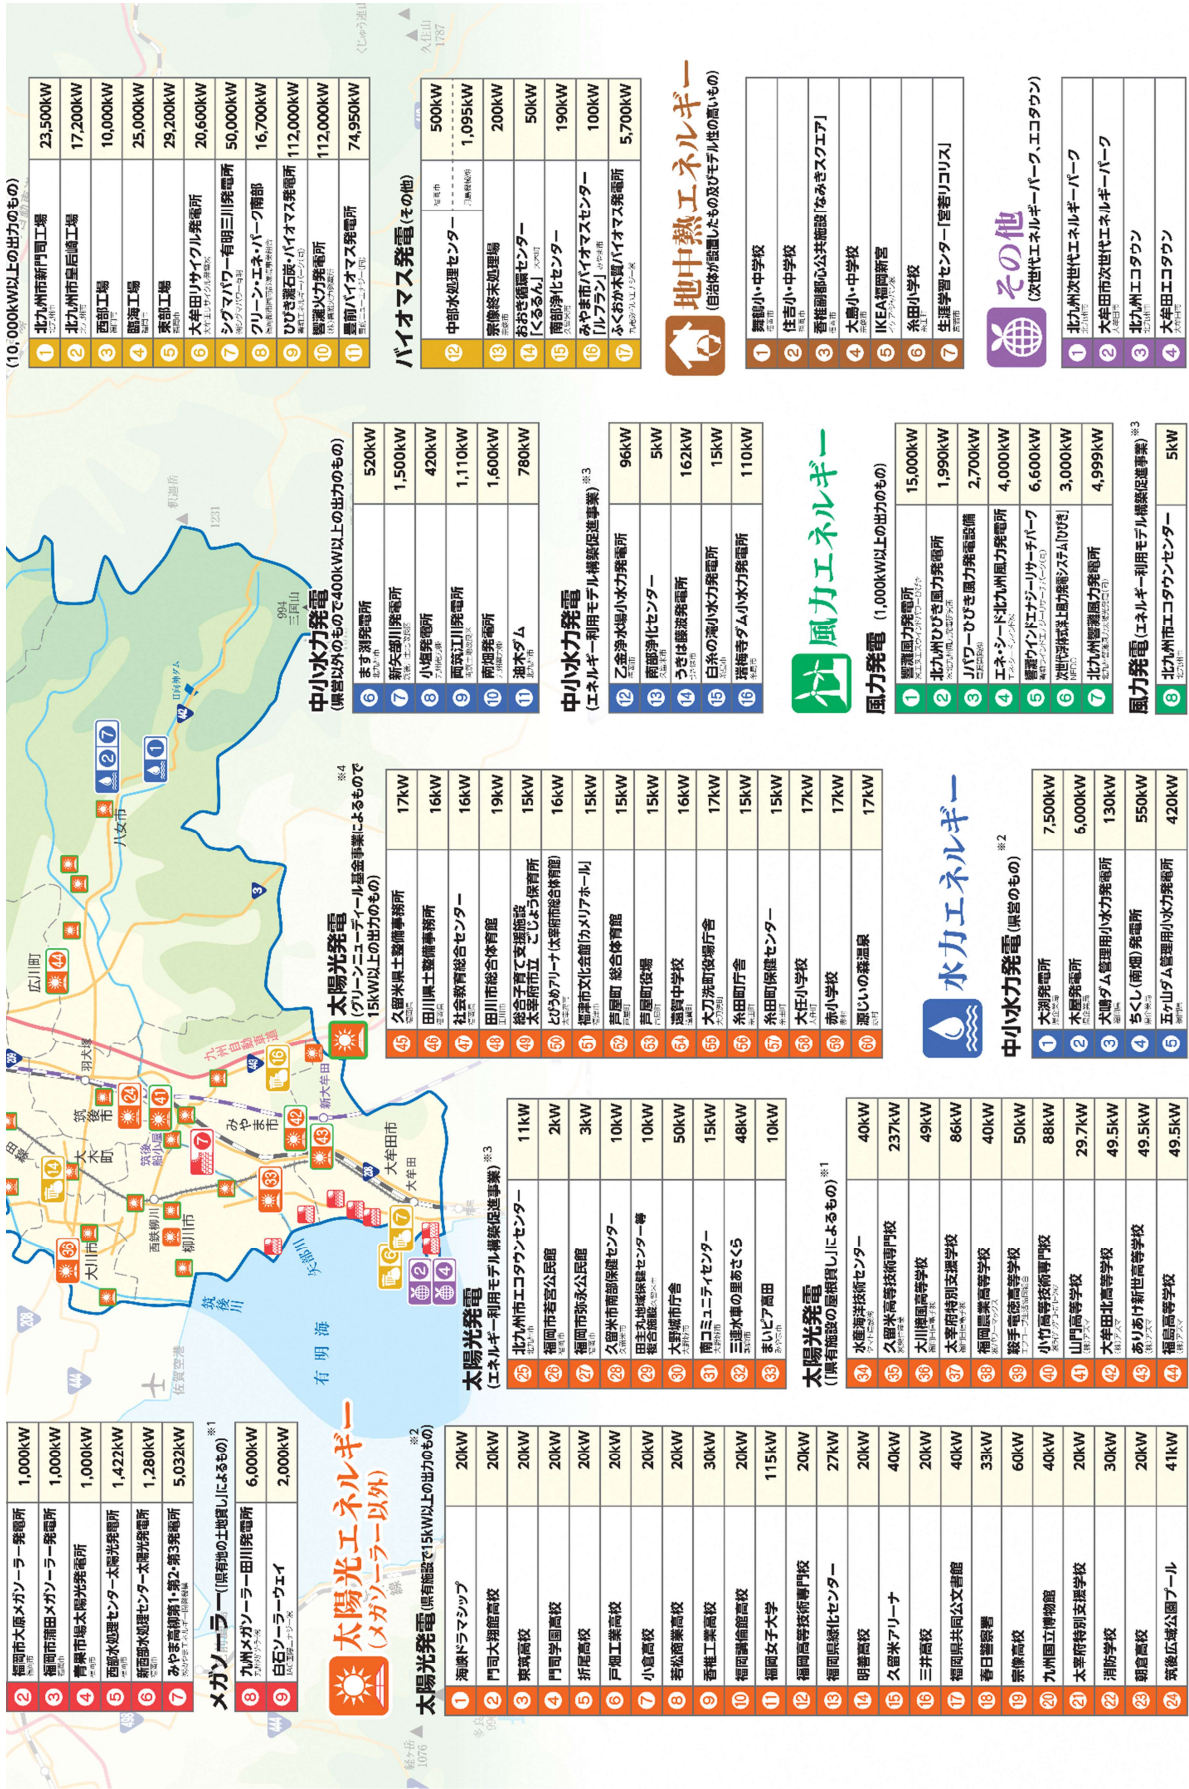 ② 福岡市大原メガソーラー発電所 1,000kW
③ 福岡市蒲田メガソーラー発電所 1,000kW
④ 青果市場太陽光発電所 1,000kW
⑤ 西部水処理センター太陽光発電所 1,422kW
⑥ 新西部水処理センター太陽光発電所 1,280kW
⑦ みやま高柳第1・第2・第3発電所 5,032kW
メガソーラー(「県有地の土地貸し」によるもの)※1
⑧ 九州メガソーラー田川発電所 6,000kW
⑨ 白石ソーラーウェイ 2,000kW
太陽光エネルギー
(メガソーラー以外)
太陽光発電(県有施設で15kW以上の出力のもの)※2
① 海峡ドラマシップ 20kW
② 門司大翔館高校 20kW
③ 東筑高校 20kW
④ 門司学園高校 20kW
⑤ 折尾高校 20kW
⑥ 戸畑工業高校 20kW
⑦ 小倉高校 20kW
⑧ 若松商業高校 20kW
⑨ 香椎工業高校 30kW
⑩ 福岡講倫館高校 20kW
⑪ 福岡女子大学 115kW
⑫ 福岡高等技術専門校 20kW
⑬ 福岡県緑化センター 27kW
⑭ 明善高校 20kW
⑮ 久留米アリーナ 40kW
⑯ 三井高校 20kW
⑰ 福岡県共同公文書館 40kW
⑱ 春日警察署 33kW
⑲ 宗像高校 60kW
⑳ 九州国立博物館 40kW
㉑ 太宰府特別支援学校 20kW
㉒ 消防学校 30kW
㉓ 朝倉高校 20kW
㉔ 筑後広域公園プール 41kW
太陽光発電
(エネルギー利用モデル構築促進事業)※3
㉕ 北九州市エコタウンセンター 11kW
㉖ 福岡市若宮公民館 2kW
㉗ 福岡市弥永公民館 3kW
㉘ 久留米市南部保健センター 10kW
㉙ 田主丸地域保健センター等
複合施設 10kW
㉚ 大野城市庁舎 50kW
㉛ 南コミュニティセンター 15kW
㉜ 三連水車の里あさくら 48kW
㉝ まいピア高田 10kW
太陽光発電
(「県有施設の屋根貸し」によるもの)※1
㉞ 水産海洋技術センター 40kW
㉟ 久留米高等技術専門校 237kW
㊱ 大川樟風高等学校 49kW
㊲ 太宰府特別支援学校 86kW
㊳ 福岡農業高等学校 40kW
㊴ 鞍手竜徳高等学校 50kW
㊵ 小竹高等技術専門校 88kW
㊶ 山門高等学校 29.7kW
㊷ 大牟田北高等学校 49.5kW
㊸ ありあけ新世高等学校 49.5kW
㊹ 福島高等学校 49.5kW
太陽光発電
(グリーンニューディール基金事業によるもので
15kW以上の出力のもの)※4
㊺ 久留米県土整備事務所 17kW
㊻ 田川県土整備事務所 16kW
㊼ 社会教育総合センター 16kW
㊽ 田川市総合体育館 19kW
㊾ 総合子育て支援施設
太宰府市立 ごじょう保育所 15kW
㊿ とびうめアリーナ(太宰府市総合体育館) 16kW
51 福津市文化会館「カメリアホール」 15kW
52 芦屋町 総合体育館 15kW
53 芦屋町役場 15kW
54 遠賀中学校 16kW
55 大刀洗町役場庁舎 17kW
56 糸田町庁舎 15kW
57 糸田町保健センター 15kW
58 大任小学校 17kW
59 赤小学校 17kW
60 源じいの森温泉 17kW
水力エネルギー
中小水力発電(県営のもの)※2
① 大渕発電所 7,500kW
② 木屋発電所 6,000kW
③ 犬鳴ダム管理用小水力発電所 130kW
④ ちくし(南畑)発電所 550kW
⑤ 五ケ山ダム管理用小水力発電所 420kW
中小水力発電
(県営以外のもので400kW以上の出力のもの)
⑥ ます渕発電所 520kW
⑦ 新矢部川発電所 1,500kW
⑧ 小塩発電所 420kW
⑨ 両筑江川発電所 1,110kW
⑩ 南畑発電所 1,600kW
⑪ 油木ダム 780kW
中小水力発電
(エネルギー利用モデル構築促進事業)※3
⑫ 乙金浄水場小水力発電所 96kW
⑬ 南部浄化センター 5kW
⑭ うきは藤波発電所 162kW
⑮ 白糸の滝小水力発電所 15kW
⑯ 瑞梅寺ダム小水力発電所 110kW
風力エネルギー
風力発電 (1,000kW以上の出力のもの)
① 響灘風力発電所 15,000kW
② 北九州ひびき風力発電所 1,990kW
③ Jパワーひびき風力発電設備 2,700kW
④ エネ・シード北九州風力発電所 4,000kW
⑤ 響灘ウインドエナジーリサーチパーク 6,600kW
⑥ 次世代浮体式洋上風力発電システム「ひびき」 3,000kW
⑦ 北九州響灘風力発電所 4,999kW
風力発電(エネルギー利用モデル構築促進事業)※3
⑧ 北九州市エコタウンセンター 5kW
(10,000kW以上の出力のもの)
① 北九州市新門司工場 23,500kW
② 北九州市皇后崎工場 17,200kW
③ 西部工場 10,000kW
④ 臨海工場 25,000kW
⑤ 東部工場 29,200kW
⑥ 大牟田リサイクル発電所 20,600kW
⑦ シグマパワー有明三川発電所 50,000kW
⑧ クリーン・エネ・パーク南部 16,700kW
⑨ ひびき灘石炭・バイオマス発電所 112,000kW
⑩ 響灘火力発電所 112,000kW
⑪ 豊前バイオマス発電所 74,950kW
バイオマス発電(その他)
⑫ 中部水処理センター 500kW
1,095kW
⑬ 宗像終末処理場 200kW
⑭ おおき循環センター
「くるるん」 50kW
⑮ 南部浄化センター 190kW
⑯ みやま市バイオマスセンター
「ルフラン」 100kW
⑰ ふくおか木質バイオマス発電所 5,700kW
地中熱エネルギー
(自治体が設置したもの及びモデル性の高いもの)
① 舞鶴小・中学校
② 住吉小・中学校
③ 香椎副都心公共施設「なみきスクエア」
④ 大島小・中学校
⑤ IKEA福岡新宮
⑥ 糸田小学校
⑦ 生涯学習センター「宮若リコリス」
その他
(次世代エネルギーパーク、エコタウン)
① 北九州次世代エネルギーパーク
② 大牟田市次世代エネルギーパーク
③ 北九州エコタウン
④ 大牟田エコタウン
くじゅう連山
久住山
1787
釈迦岳
1231
三国山
994
日向神ダム
442
八女市
広川町
羽犬塚
九州自動車道
443
筑後市
筑後船小屋
みやま市
新大牟田
大牟田市
大牟田
大木町
西鉄柳川
柳川市
大川市
矢部川
筑後川
有明海
佐賀空港
208
444
経ヶ岳
1076